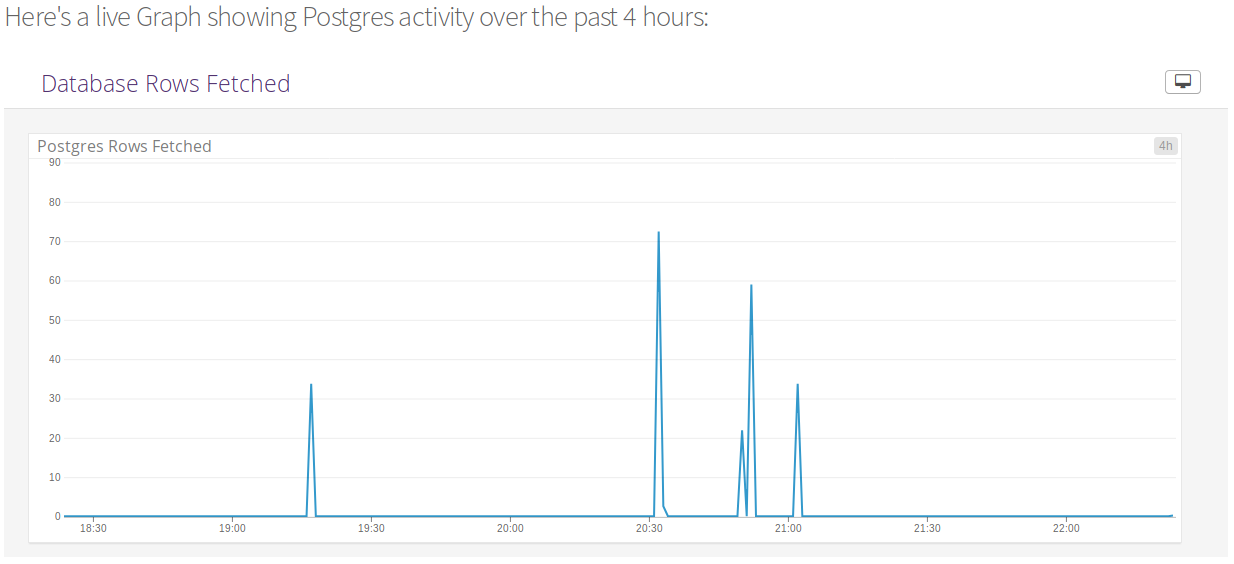 Here's a live Graph showing Postgres activity over the past 4 hours:
Database Rows Fetched
Postgres Rows Fetched
4h
90
80
70
60
50
40
30
20
10
0
18:30 19:00 19:30 20:00 20:30 21:00 21:30 22:00